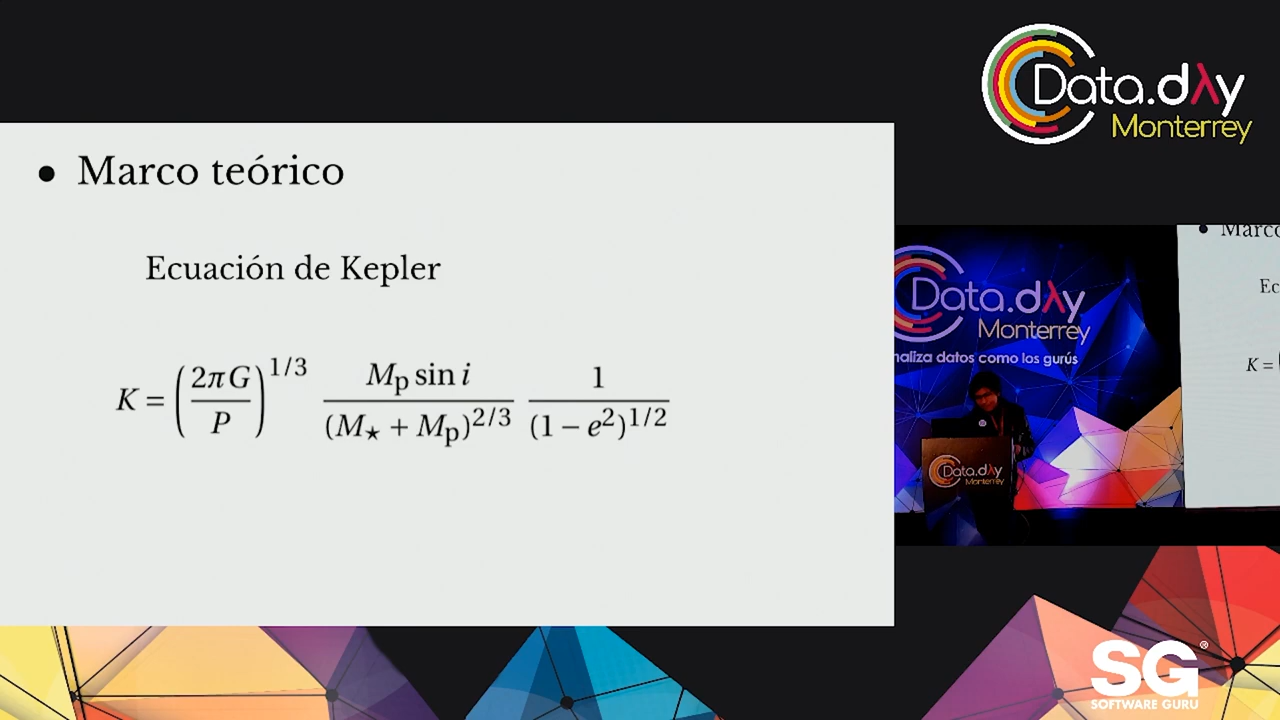 Data.dλy
Monterrey
● Marco teórico
Ecuación de Kepler
K = (2πG/P)^{1/3} M_p sin i/(M_★ + M_p)^{2/3} 1/(1 − e²)^{1/2}
● Marco
Ec
K =
Data.dλy
Monterrey
naliza datos como los gurús
Data.dλy
Monterrey
SG®
SOFTWARE GURU